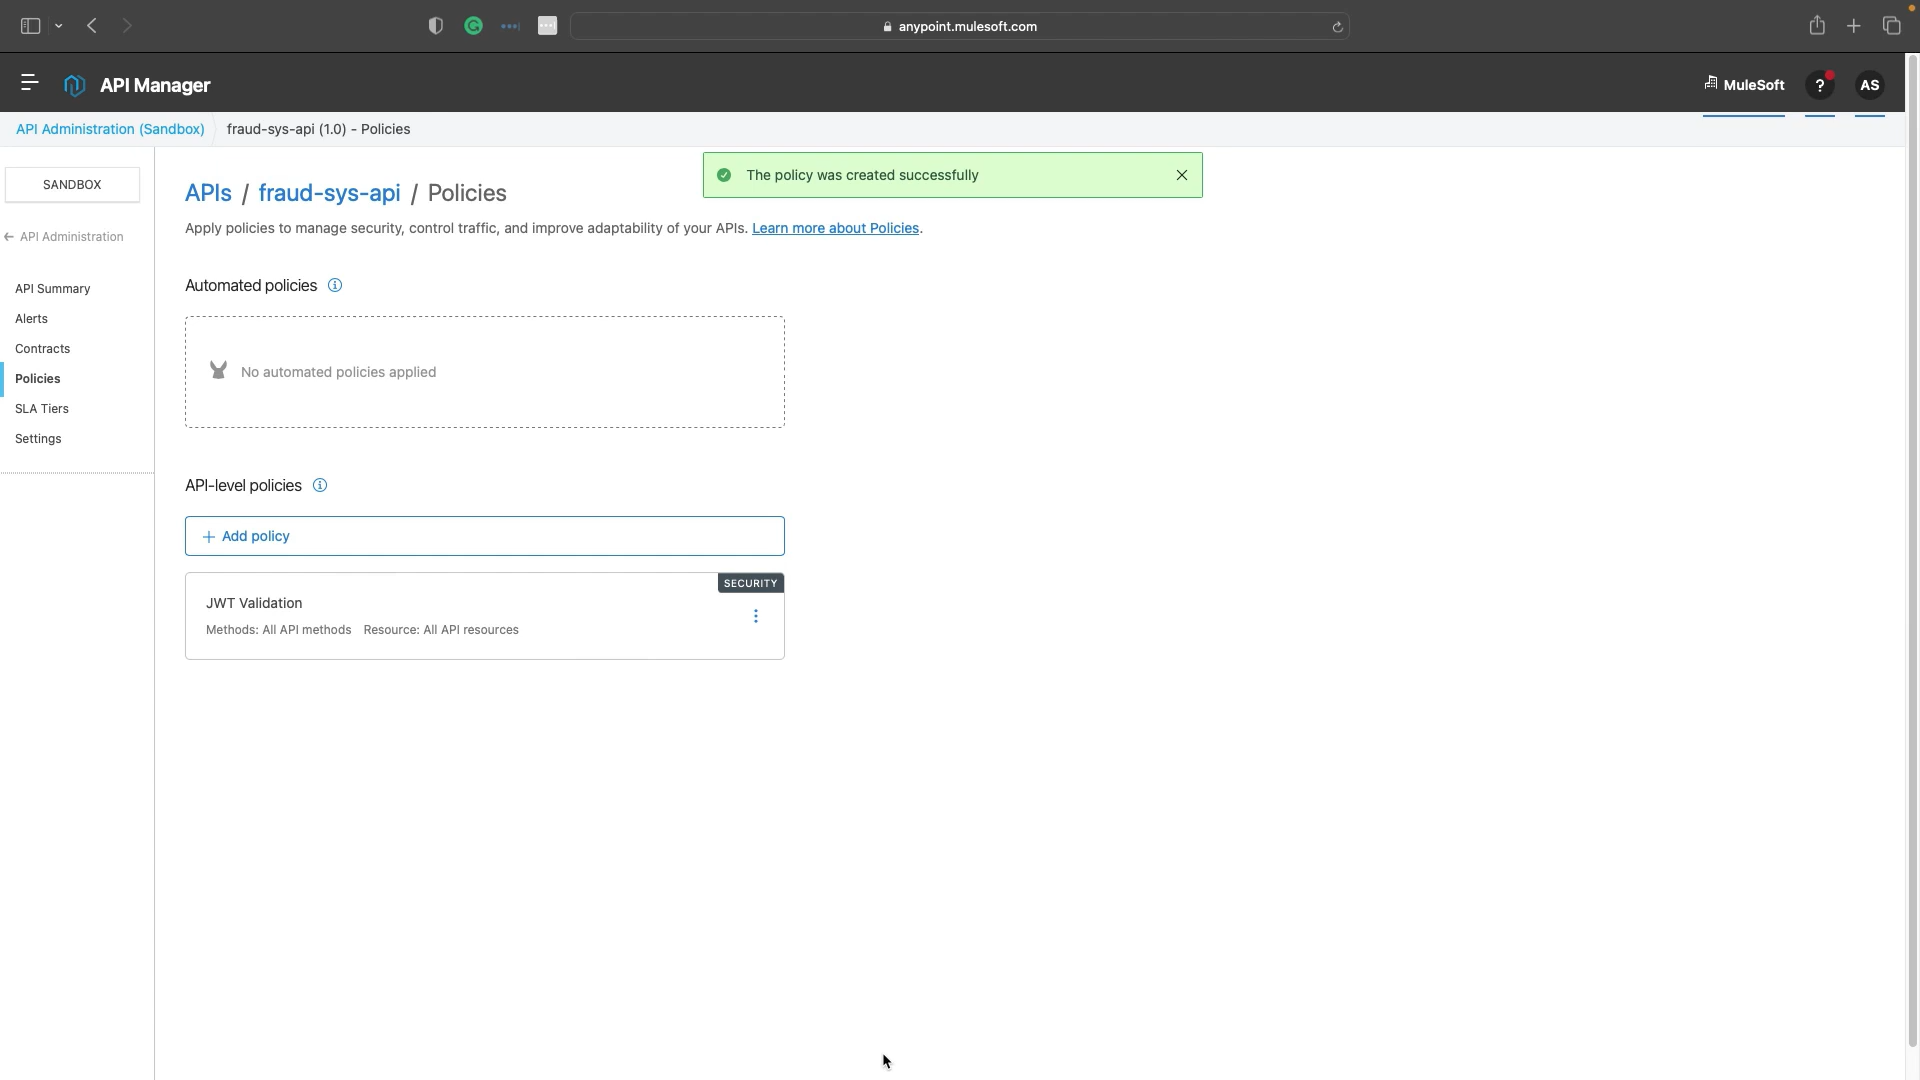 anypoint.mulesoft.com
API Manager
MuleSoft
?
AS
API Administration (Sandbox)
fraud-sys-api (1.0) - Policies
SANDBOX
The policy was created successfully
APIs / fraud-sys-api / Policies
Apply policies to manage security, control traffic, and improve adaptability of your APIs. Learn more about Policies.
API Administration
API Summary
Alerts
Contracts
Policies
SLA Tiers
Settings
Automated policies
No automated policies applied
API-level policies
Add policy
SECURITY
JWT Validation
Methods: All API methods Resource: All API resources